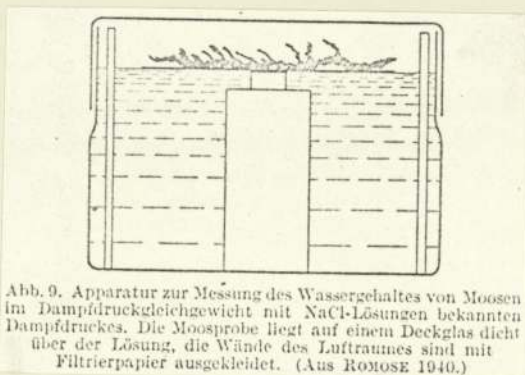 Abb. 9. Apparatur zur Messung des Wassergehaltes von Moosen
im Dampfdruckgleichgewicht mit NaCl-Lösungen bekannten
Dampfdruckes. Die Moosprobe liegt auf einem Deckglas dicht
über der Lösung, die Wände des Luftraumes sind mit
Filtrierpapier ausgekleidet. (Aus ROMOSE 1940.)